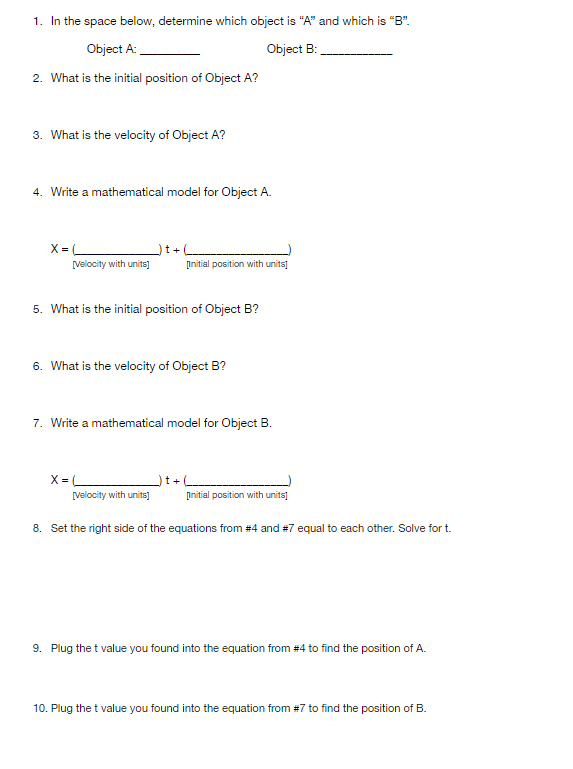 1. In the space below, determine which object is “A” and which is “B”.
Object A: __________ Object B: ____________
2. What is the initial position of Object A?
3. What is the velocity of Object A?
4. Write a mathematical model for Object A.
X = (______________) t + (_________________)
[Velocity with units] [Initial position with units]
5. What is the initial position of Object B?
6. What is the velocity of Object B?
7. Write a mathematical model for Object B.
X = (______________) t + (_________________)
[Velocity with units] [Initial position with units]
8. Set the right side of the equations from #4 and #7 equal to each other. Solve for t.
9. Plug the t value you found into the equation from #4 to find the position of A.
10. Plug the t value you found into the equation from #7 to find the position of B.